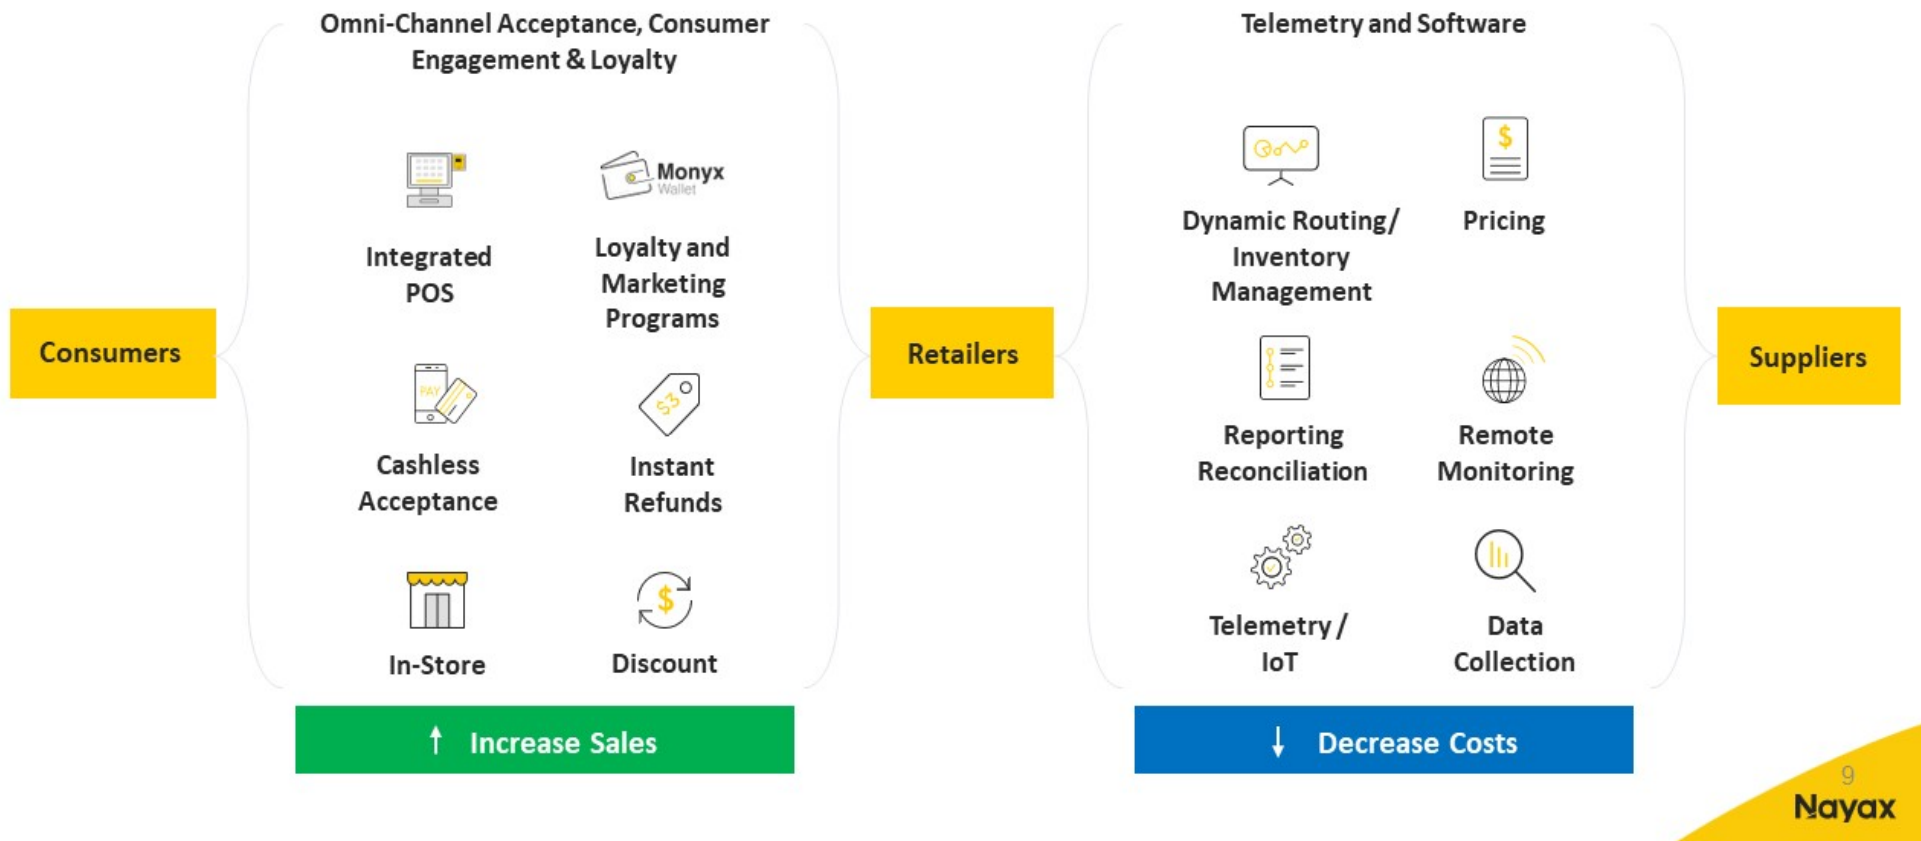 Omni-Channel Acceptance, Consumer
Engagement & Loyalty
Telemetry and Software
Monyx
Wallet
Integrated
POS
Loyalty and
Marketing
Programs
PAY
Cashless
Acceptance
$3
Instant
Refunds
In-Store
$
Discount
Consumers
Retailers
Suppliers
Dynamic Routing/
Inventory
Management
$
Pricing
Reporting
Reconciliation
Remote
Monitoring
Telemetry /
IoT
Data
Collection
↑ Increase Sales
↓ Decrease Costs
9
Nayax